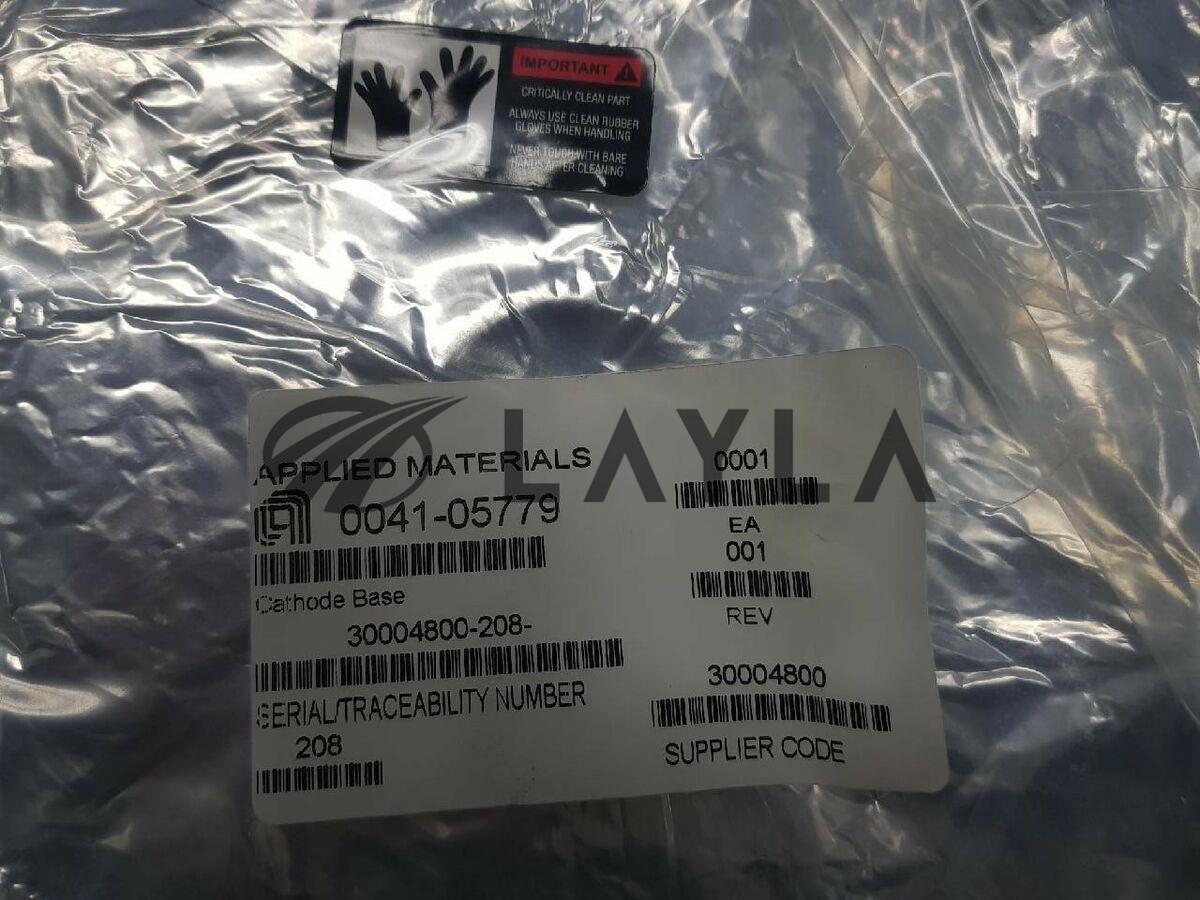 IMPORTANT
CRITICALLY CLEAN PART
ALWAYS USE CLEAN RUBBER
GLOVES WHEN HANDLING
NEVER TOUCH WITH BARE
HANDS AFTER CLEANING
LAYLA
APPLIED MATERIALS
0041-05779
Cathode Base
30004800-208-
SERIAL/TRACEABILITY NUMBER
208
0001
EA
001
REV
30004800
SUPPLIER CODE